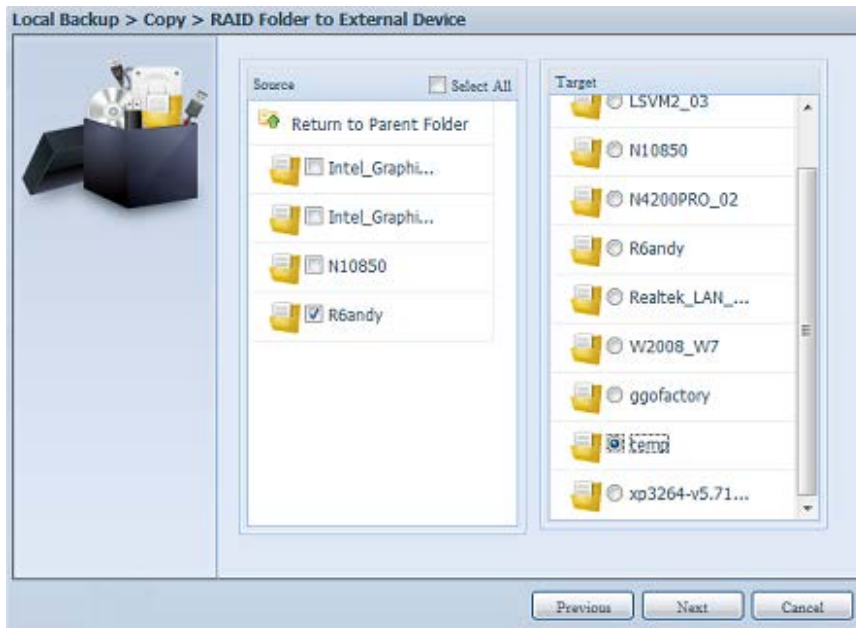 Local Backup > Copy > RAID Folder to External Device
Source
Select All
Return to Parent Folder
Intel_Graphi...
Intel_Graphi...
N10850
R6andy
Target
LSVM2_03
N10850
N4200PRO_02
R6andy
Realtek_LAN_...
W2008_W7
ggofactory
temp
xp3264-v5.71...
Previous
Next
Cancel